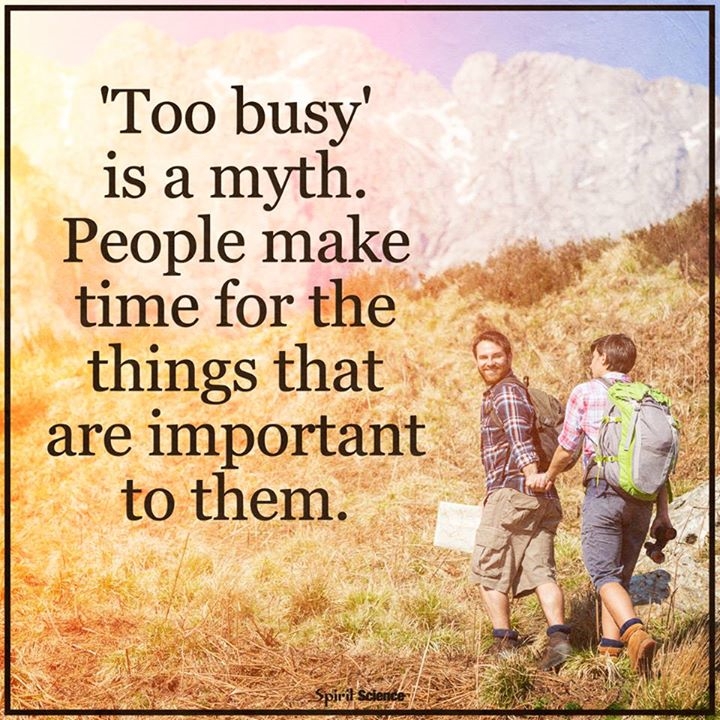 'Too busy'
is a myth.
People make
time for the
things that
are important
to them.
Spirit Science